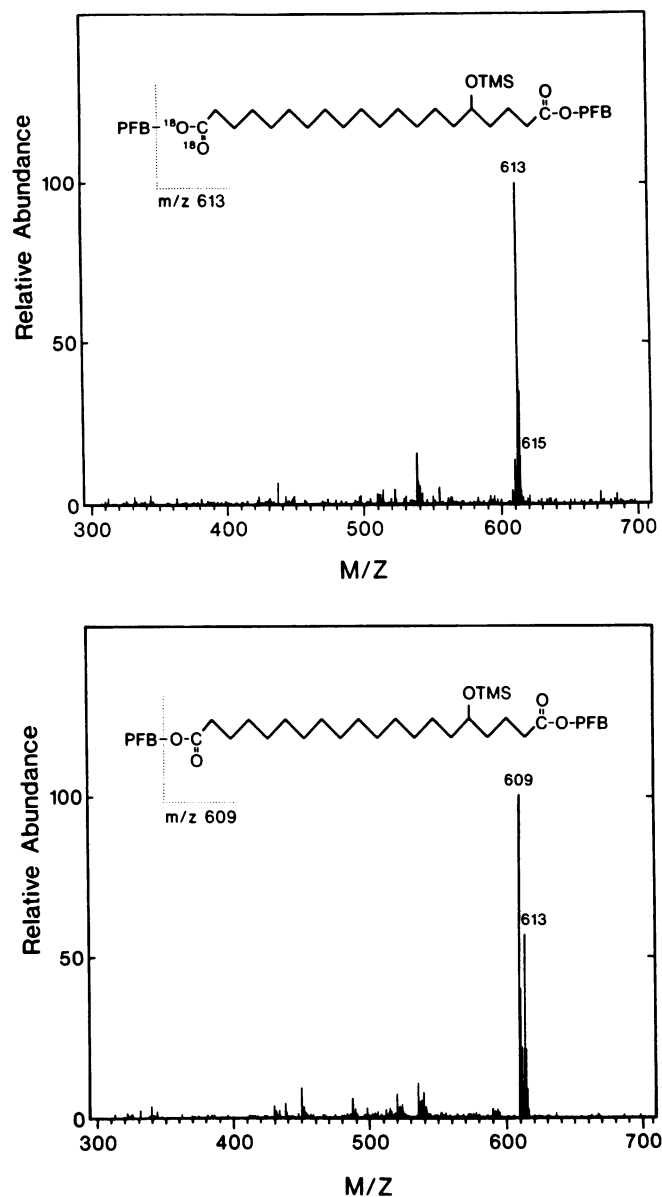 OTMS
O
PFB-¹⁸O-C C-O-PFB
¹⁸O
m/z 613
613
615
Relative Abundance
100
50
0
300 400 500 600 700
M/Z
OTMS
O
PFB-O-C C-O-PFB
O
m/z 609
609
613
Relative Abundance
100
50
0
300 400 500 600 700
M/Z